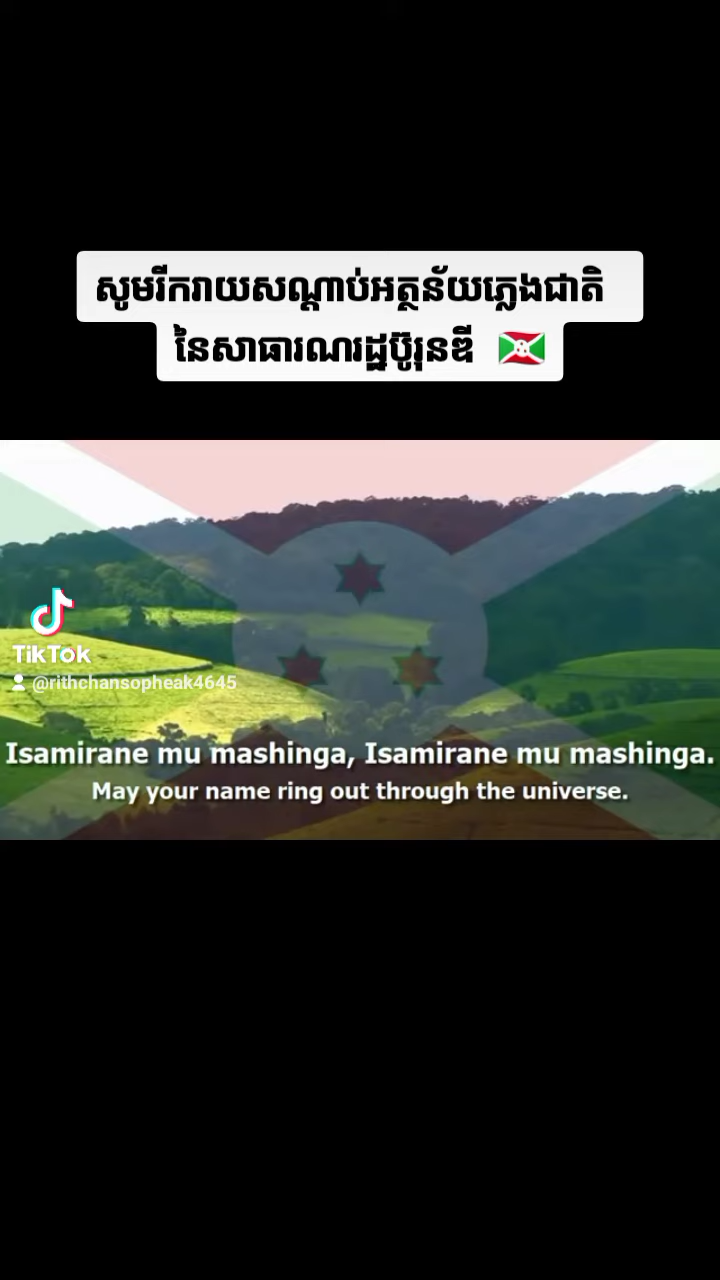 សូមរីករាយសណ្ដាប់អត្ថន័យភ្លេងជាតិ
នៃសាធារណរដ្ឋប៊ូរុនឌី 🇧🇮
TikTok
@rithchansopheak4645
Isamirane mu mashinga, Isamirane mu mashinga.
May your name ring out through the universe.